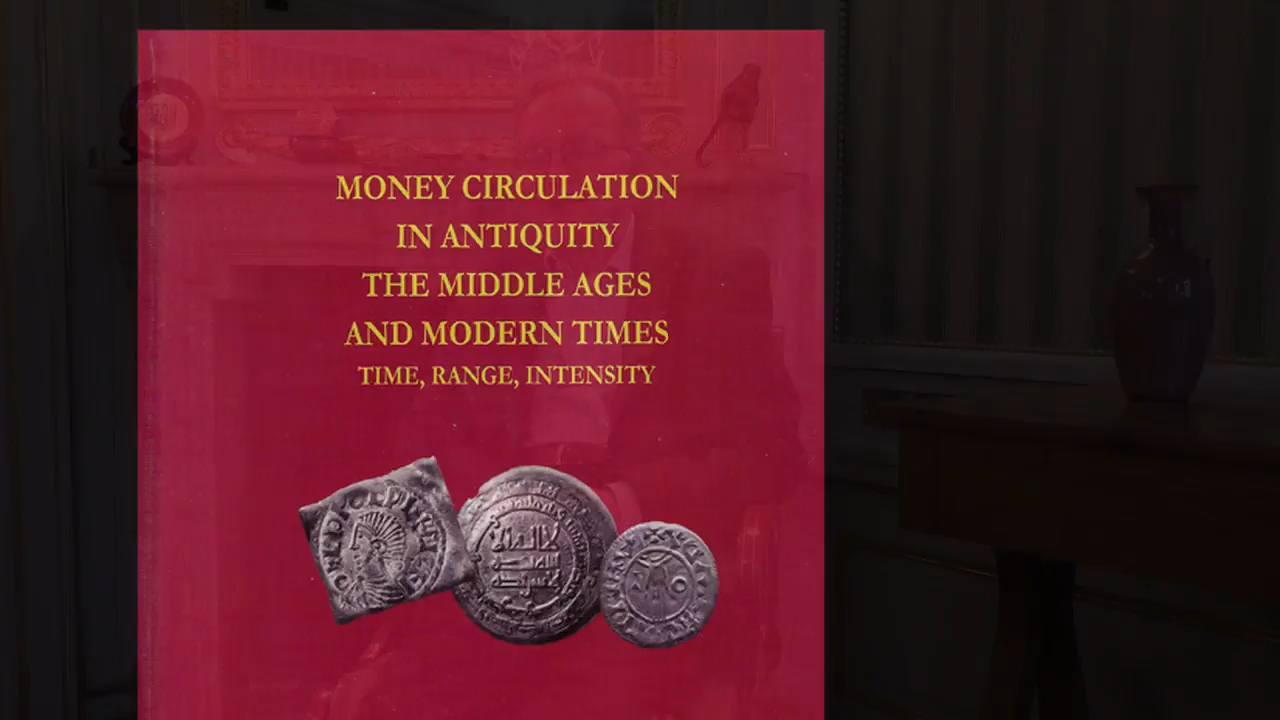 MONEY CIRCULATION
IN ANTIQUITY
THE MIDDLE AGES
AND MODERN TIMES
TIME, RANGE, INTENSITY